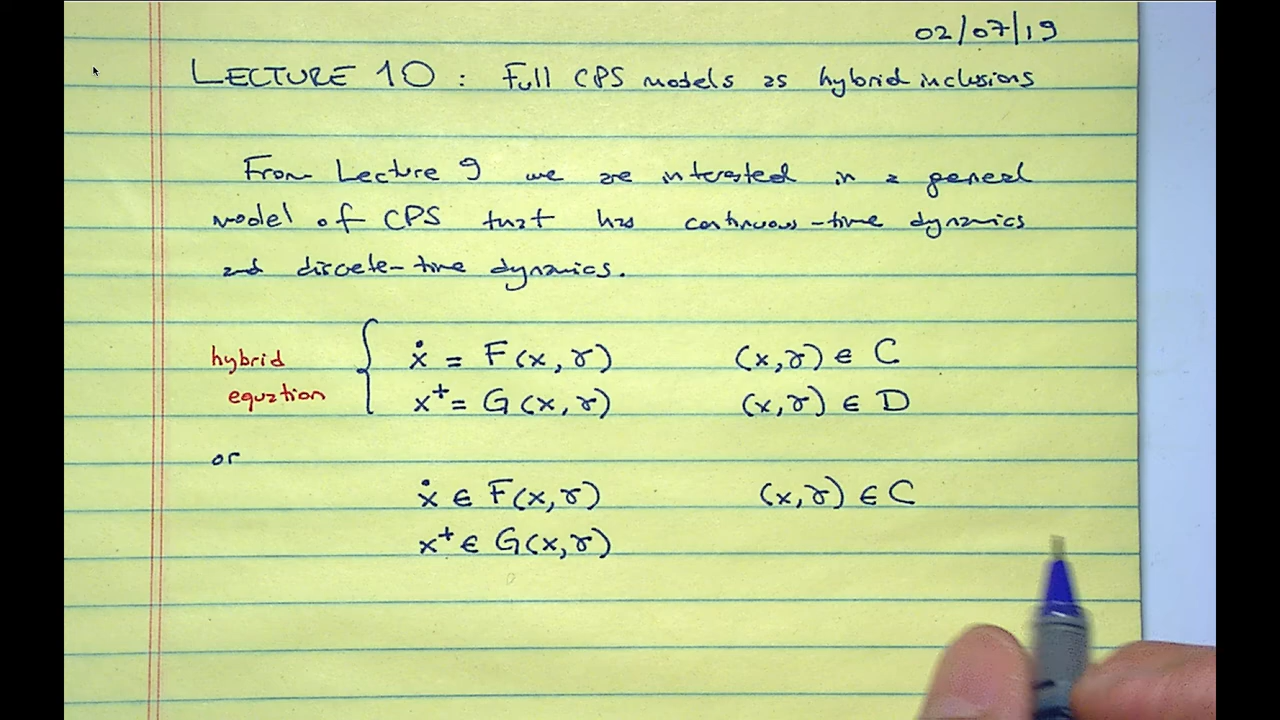 02/07/19
LECTURE 10 : Full CPS models as hybrid inclusions
From Lecture 9 we are interested in a general
model of CPS that has continuous-time dynamics
and discrete-time dynamics.
hybrid equation
ẋ = F(x,γ) (x,γ) ∈ C
x⁺ = G(x,γ) (x,γ) ∈ D
or
ẋ ∈ F(x,γ) (x,γ) ∈ C
x⁺ ∈ G(x,γ)